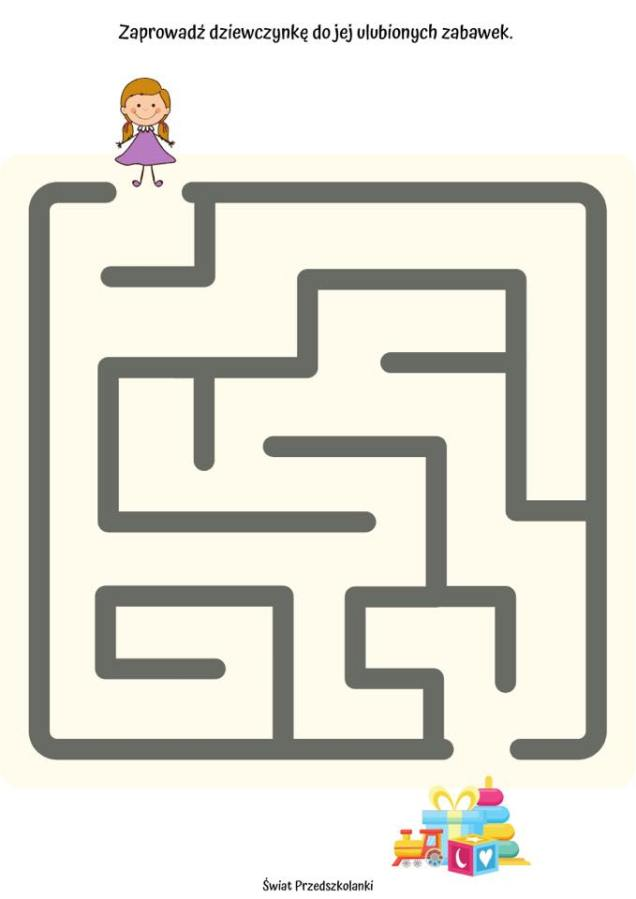 Zaprowadź dziewczynkę do jej ulubionych zabawek.
Świat Przedszkolanki